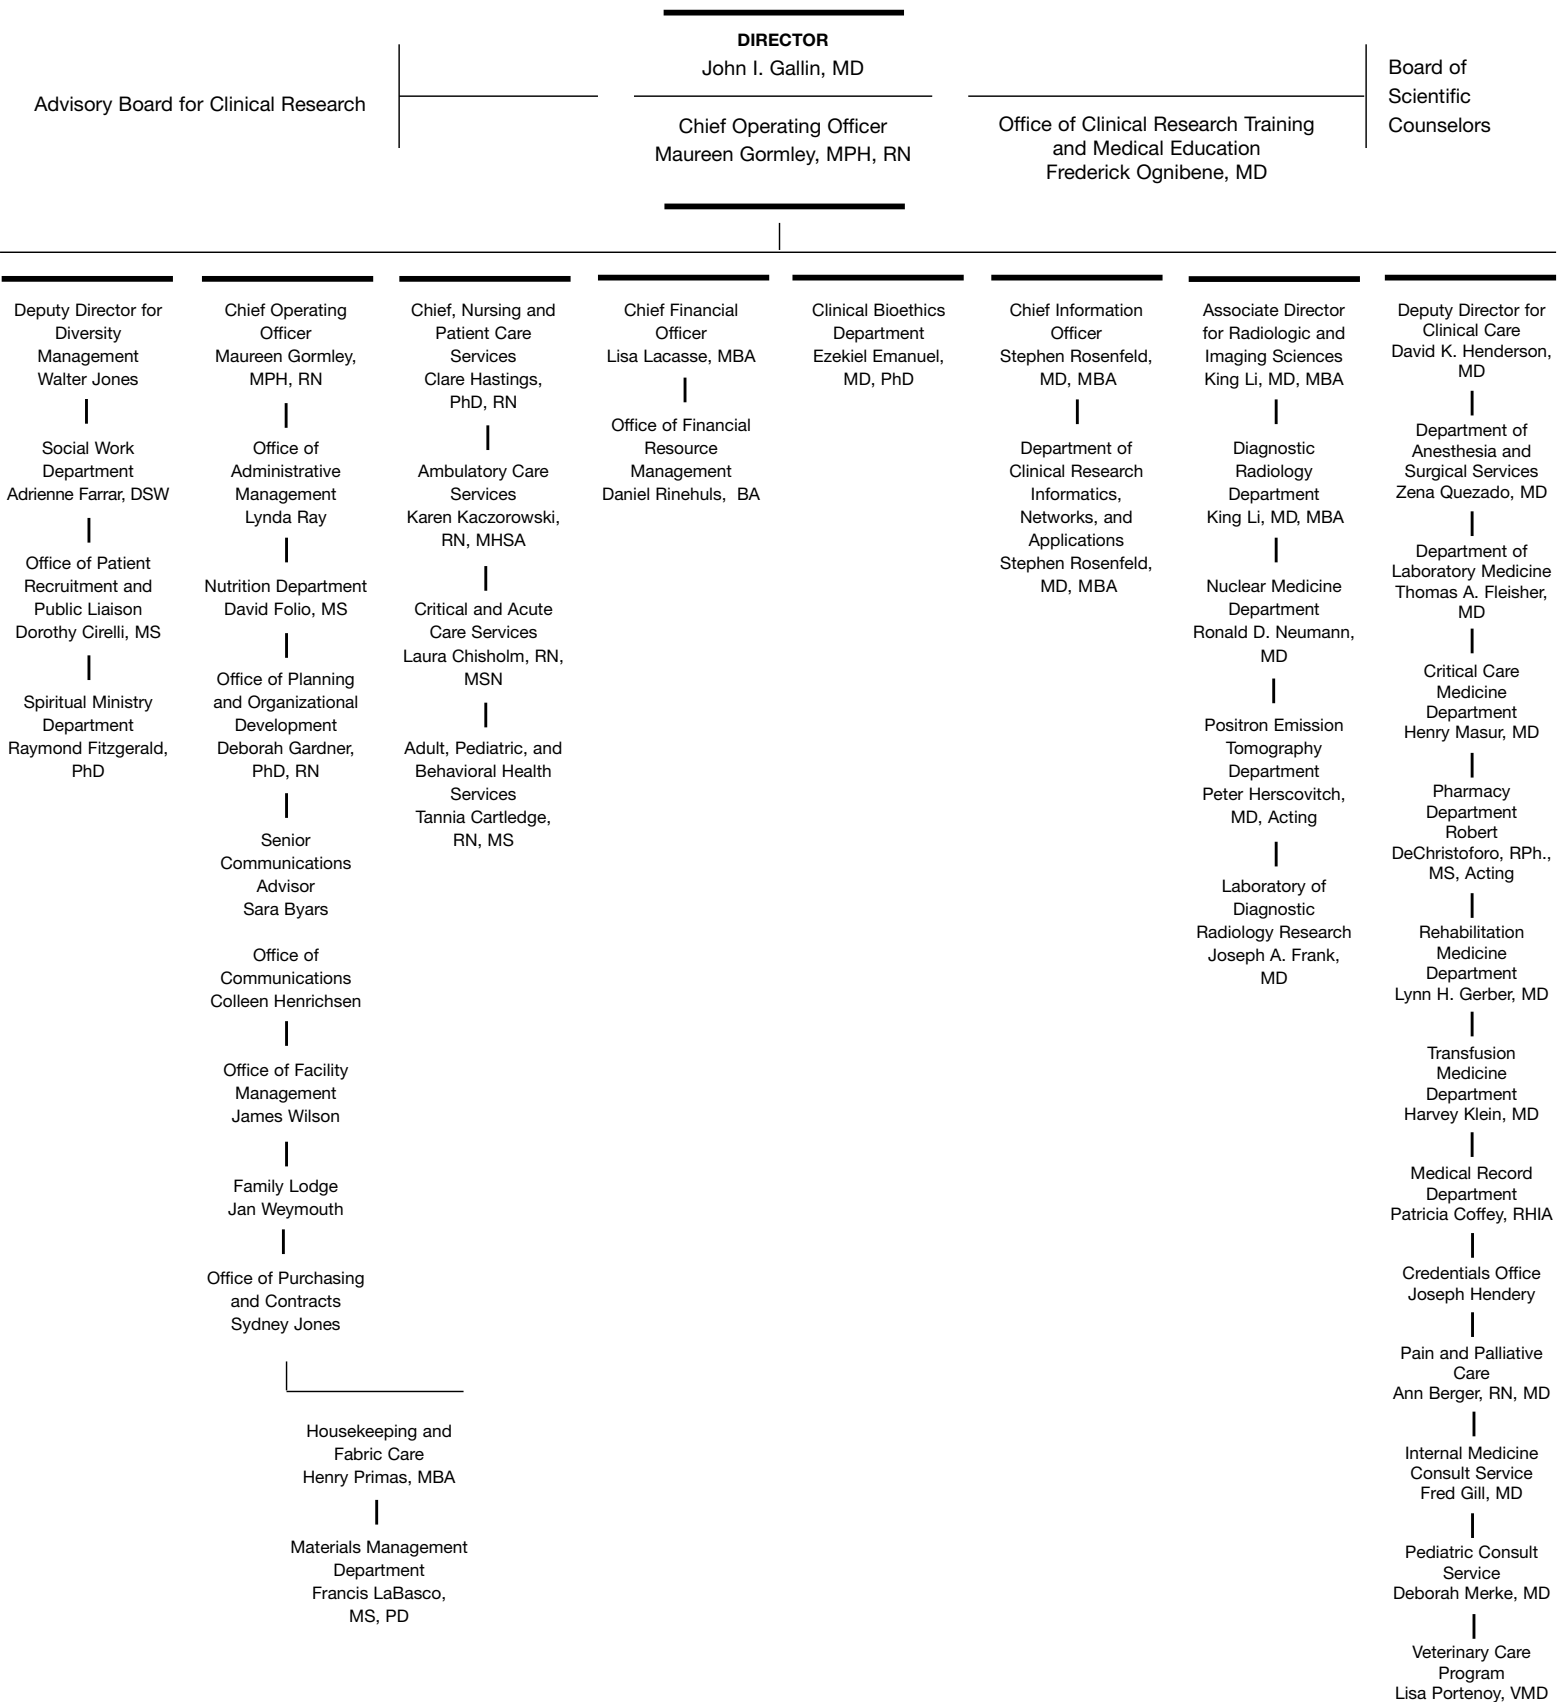 DIRECTOR
John I. Gallin, MD
Advisory Board for Clinical Research
Chief Operating Officer
Maureen Gormley, MPH, RN
Office of Clinical Research Training
and Medical Education
Frederick Ognibene, MD
Board of
Scientific
Counselors
Deputy Director for
Diversity
Management
Walter Jones
Social Work
Department
Adrienne Farrar, DSW
Office of Patient
Recruitment and
Public Liaison
Dorothy Cirelli, MS
Spiritual Ministry
Department
Raymond Fitzgerald,
PhD
Chief Operating
Officer
Maureen Gormley,
MPH, RN
Office of
Administrative
Management
Lynda Ray
Nutrition Department
David Folio, MS
Office of Planning
and Organizational
Development
Deborah Gardner,
PhD, RN
Senior
Communications
Advisor
Sara Byars
Office of
Communications
Colleen Henrichsen
Office of Facility
Management
James Wilson
Family Lodge
Jan Weymouth
Office of Purchasing
and Contracts
Sydney Jones
Housekeeping and
Fabric Care
Henry Primas, MBA
Materials Management
Department
Francis LaBasco,
MS, PD
Chief, Nursing and
Patient Care
Services
Clare Hastings,
PhD, RN
Ambulatory Care
Services
Karen Kaczorowski,
RN, MHSA
Critical and Acute
Care Services
Laura Chisholm, RN,
MSN
Adult, Pediatric, and
Behavioral Health
Services
Tannia Cartledge,
RN, MS
Chief Financial
Officer
Lisa Lacasse, MBA
Office of Financial
Resource
Management
Daniel Rinehuls, BA
Clinical Bioethics
Department
Ezekiel Emanuel,
MD, PhD
Chief Information
Officer
Stephen Rosenfeld,
MD, MBA
Department of
Clinical Research
Informatics,
Networks, and
Applications
Stephen Rosenfeld,
MD, MBA
Associate Director
for Radiologic and
Imaging Sciences
King Li, MD, MBA
Diagnostic
Radiology
Department
King Li, MD, MBA
Nuclear Medicine
Department
Ronald D. Neumann,
MD
Positron Emission
Tomography
Department
Peter Herscovitch,
MD, Acting
Laboratory of
Diagnostic
Radiology Research
Joseph A. Frank,
MD
Deputy Director for
Clinical Care
David K. Henderson,
MD
Department of
Anesthesia and
Surgical Services
Zena Quezado, MD
Department of
Laboratory Medicine
Thomas A. Fleisher,
MD
Critical Care
Medicine
Department
Henry Masur, MD
Pharmacy
Department
Robert
DeChristoforo, RPh.,
MS, Acting
Rehabilitation
Medicine
Department
Lynn H. Gerber, MD
Transfusion
Medicine
Department
Harvey Klein, MD
Medical Record
Department
Patricia Coffey, RHIA
Credentials Office
Joseph Hendery
Pain and Palliative
Care
Ann Berger, RN, MD
Internal Medicine
Consult Service
Fred Gill, MD
Pediatric Consult
Service
Deborah Merke, MD
Veterinary Care
Program
Lisa Portenoy, VMD